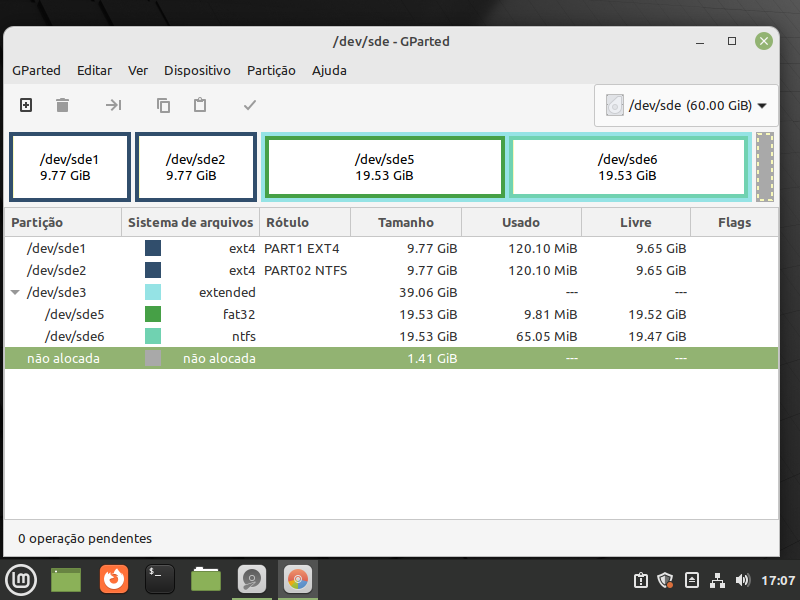 /dev/sde - GParted
GParted Editar Ver Dispositivo Partição Ajuda
/dev/sde (60.00 GiB)
/dev/sde1
9.77 GiB
/dev/sde2
9.77 GiB
/dev/sde5
19.53 GiB
/dev/sde6
19.53 GiB
Partição Sistema de arquivos Rótulo Tamanho Usado Livre Flags
/dev/sde1 ext4 PART1 EXT4 9.77 GiB 120.10 MiB 9.65 GiB
/dev/sde2 ext4 PART02 NTFS 9.77 GiB 120.10 MiB 9.65 GiB
/dev/sde3 extended 39.06 GiB --- ---
/dev/sde5 fat32 19.53 GiB 9.81 MiB 19.52 GiB
/dev/sde6 ntfs 19.53 GiB 65.05 MiB 19.47 GiB
não alocada não alocada 1.41 GiB --- ---
0 operação pendentes
17:07